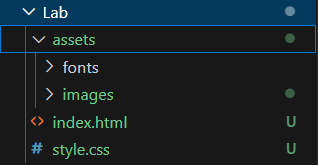 Lab
assets
fonts
images
index.html U
# style.css U